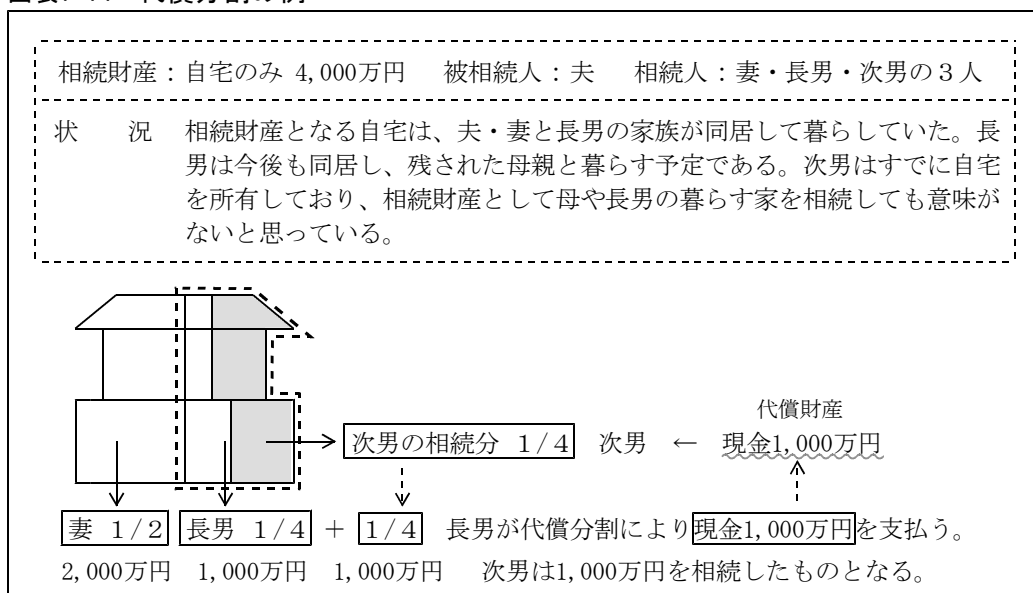 相続財産：自宅のみ 4,000万円　被相続人：夫　相続人：妻・長男・次男の３人
状　況　相続財産となる自宅は、夫・妻と長男の家族が同居して暮らしていた。長
男は今後も同居し、残された母親と暮らす予定である。次男はすでに自宅
を所有しており、相続財産として母や長男の暮らす家を相続しても意味が
ないと思っている。
代償財産
次男の相続分 １/４　次男　←　現金1,000万円
妻 １/２　長男 １/４　＋　１/４　長男が代償分割により現金1,000万円を支払う。
2,000万円　1,000万円　1,000万円　次男は1,000万円を相続したものとなる。